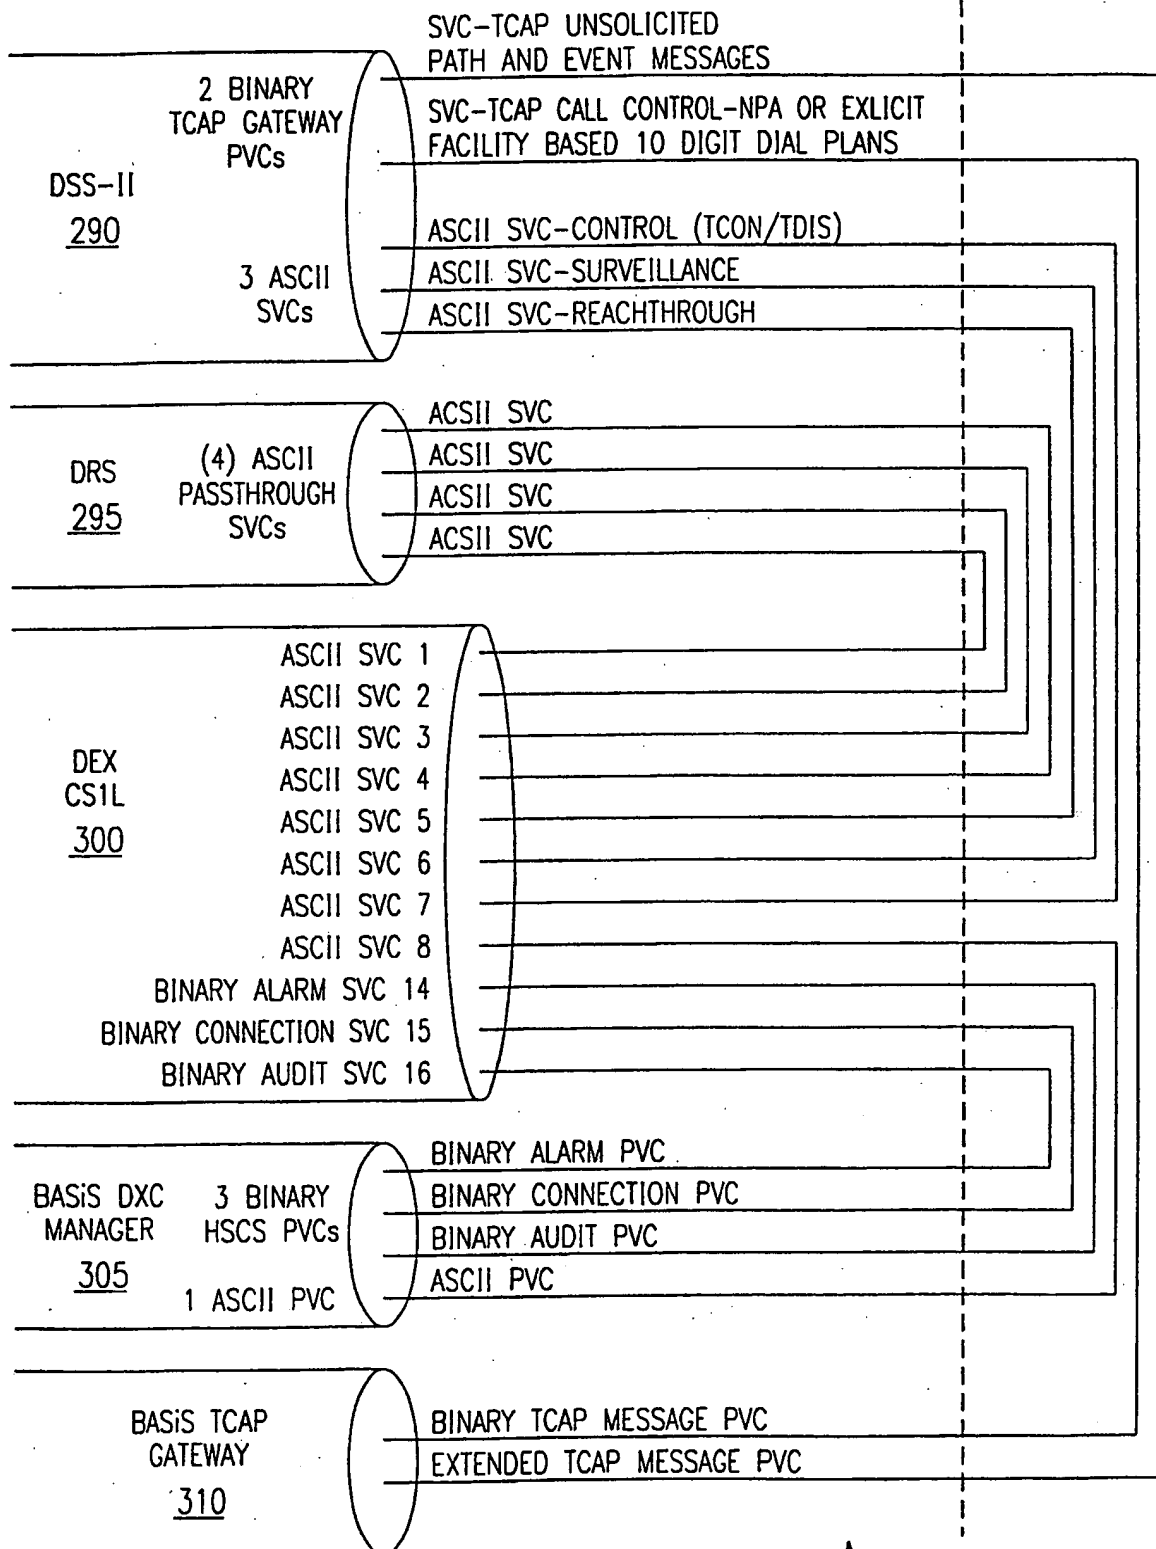 SVC-TCAP UNSOLICITED
PATH AND EVENT MESSAGES
2 BINARY
TCAP GATEWAY
PVCs
SVC-TCAP CALL CONTROL-NPA OR EXLICIT
FACILITY BASED 10 DIGIT DIAL PLANS
DSS-II
290
3 ASCII
SVCs
ASCII SVC-CONTROL (TCON/TDIS)
ASCII SVC-SURVEILLANCE
ASCII SVC-REACHTHROUGH
DRS
295
(4) ASCII
PASSTHROUGH
SVCs
ACSII SVC
ACSII SVC
ACSII SVC
ACSII SVC
DEX
CS1L
300
ASCII SVC 1
ASCII SVC 2
ASCII SVC 3
ASCII SVC 4
ASCII SVC 5
ASCII SVC 6
ASCII SVC 7
ASCII SVC 8
BINARY ALARM SVC 14
BINARY CONNECTION SVC 15
BINARY AUDIT SVC 16
BASiS DXC
MANAGER
305
3 BINARY
HSCS PVCs
1 ASCII PVC
BINARY ALARM PVC
BINARY CONNECTION PVC
BINARY AUDIT PVC
ASCII PVC
BASiS TCAP
GATEWAY
310
BINARY TCAP MESSAGE PVC
EXTENDED TCAP MESSAGE PVC